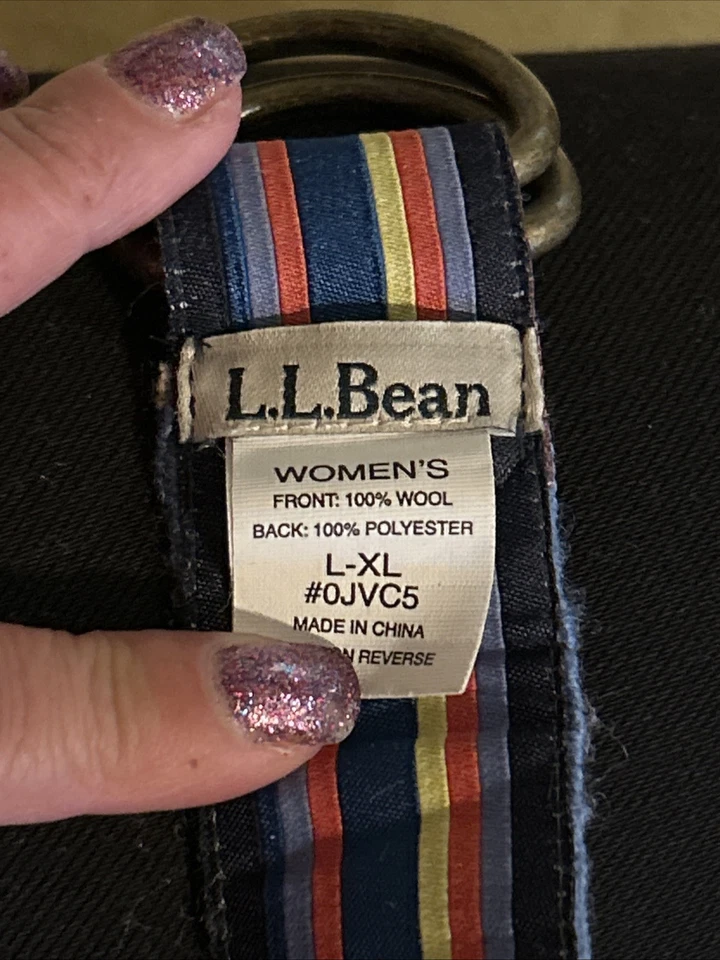 L.L.Bean
WOMEN'S
FRONT: 100% WOOL
BACK: 100% POLYESTER
L-XL
#0JVC5
MADE IN CHINA
REVERSE